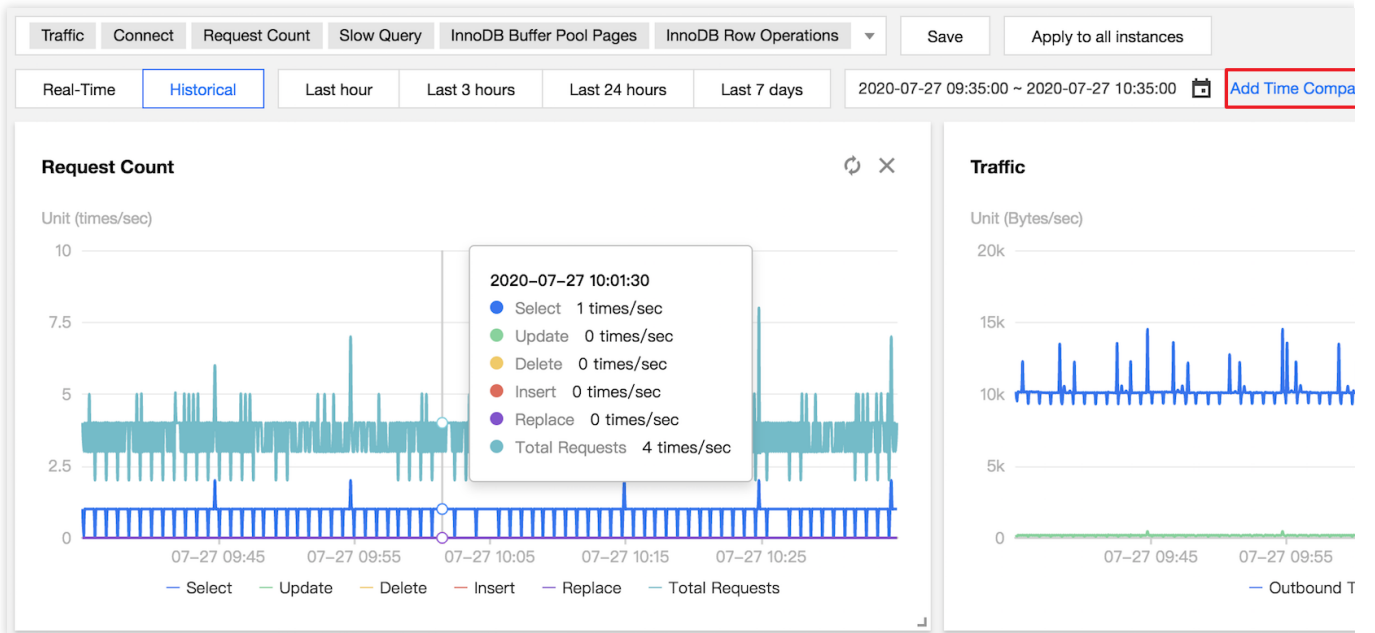 Traffic Connect Request Count Slow Query InnoDB Buffer Pool Pages InnoDB Row Operations Save Apply to all instances
Real-Time Historical Last hour Last 3 hours Last 24 hours Last 7 days 2020-07-27 09:35:00 ~ 2020-07-27 10:35:00 Add Time Compa
Request Count
Unit (times/sec)
10
7.5
5
2.5
0
2020-07-27 10:01:30
Select 1 times/sec
Update 0 times/sec
Delete 0 times/sec
Insert 0 times/sec
Replace 0 times/sec
Total Requests 4 times/sec
07-27 09:45 07-27 09:55 07-27 10:05 07-27 10:15 07-27 10:25
Select Update Delete Insert Replace Total Requests
Traffic
Unit (Bytes/sec)
20k
15k
10k
5k
0
07-27 09:45 07-27 09:55
Outbound T